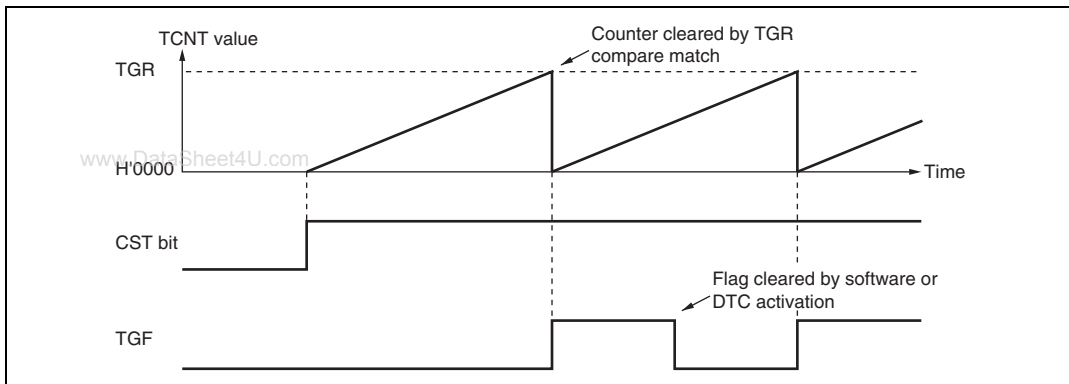 TCNT value
Counter cleared by TGR
compare match
TGR
www.DataSheet4U.com
H'0000
Time
CST bit
Flag cleared by software or
DTC activation
TGF